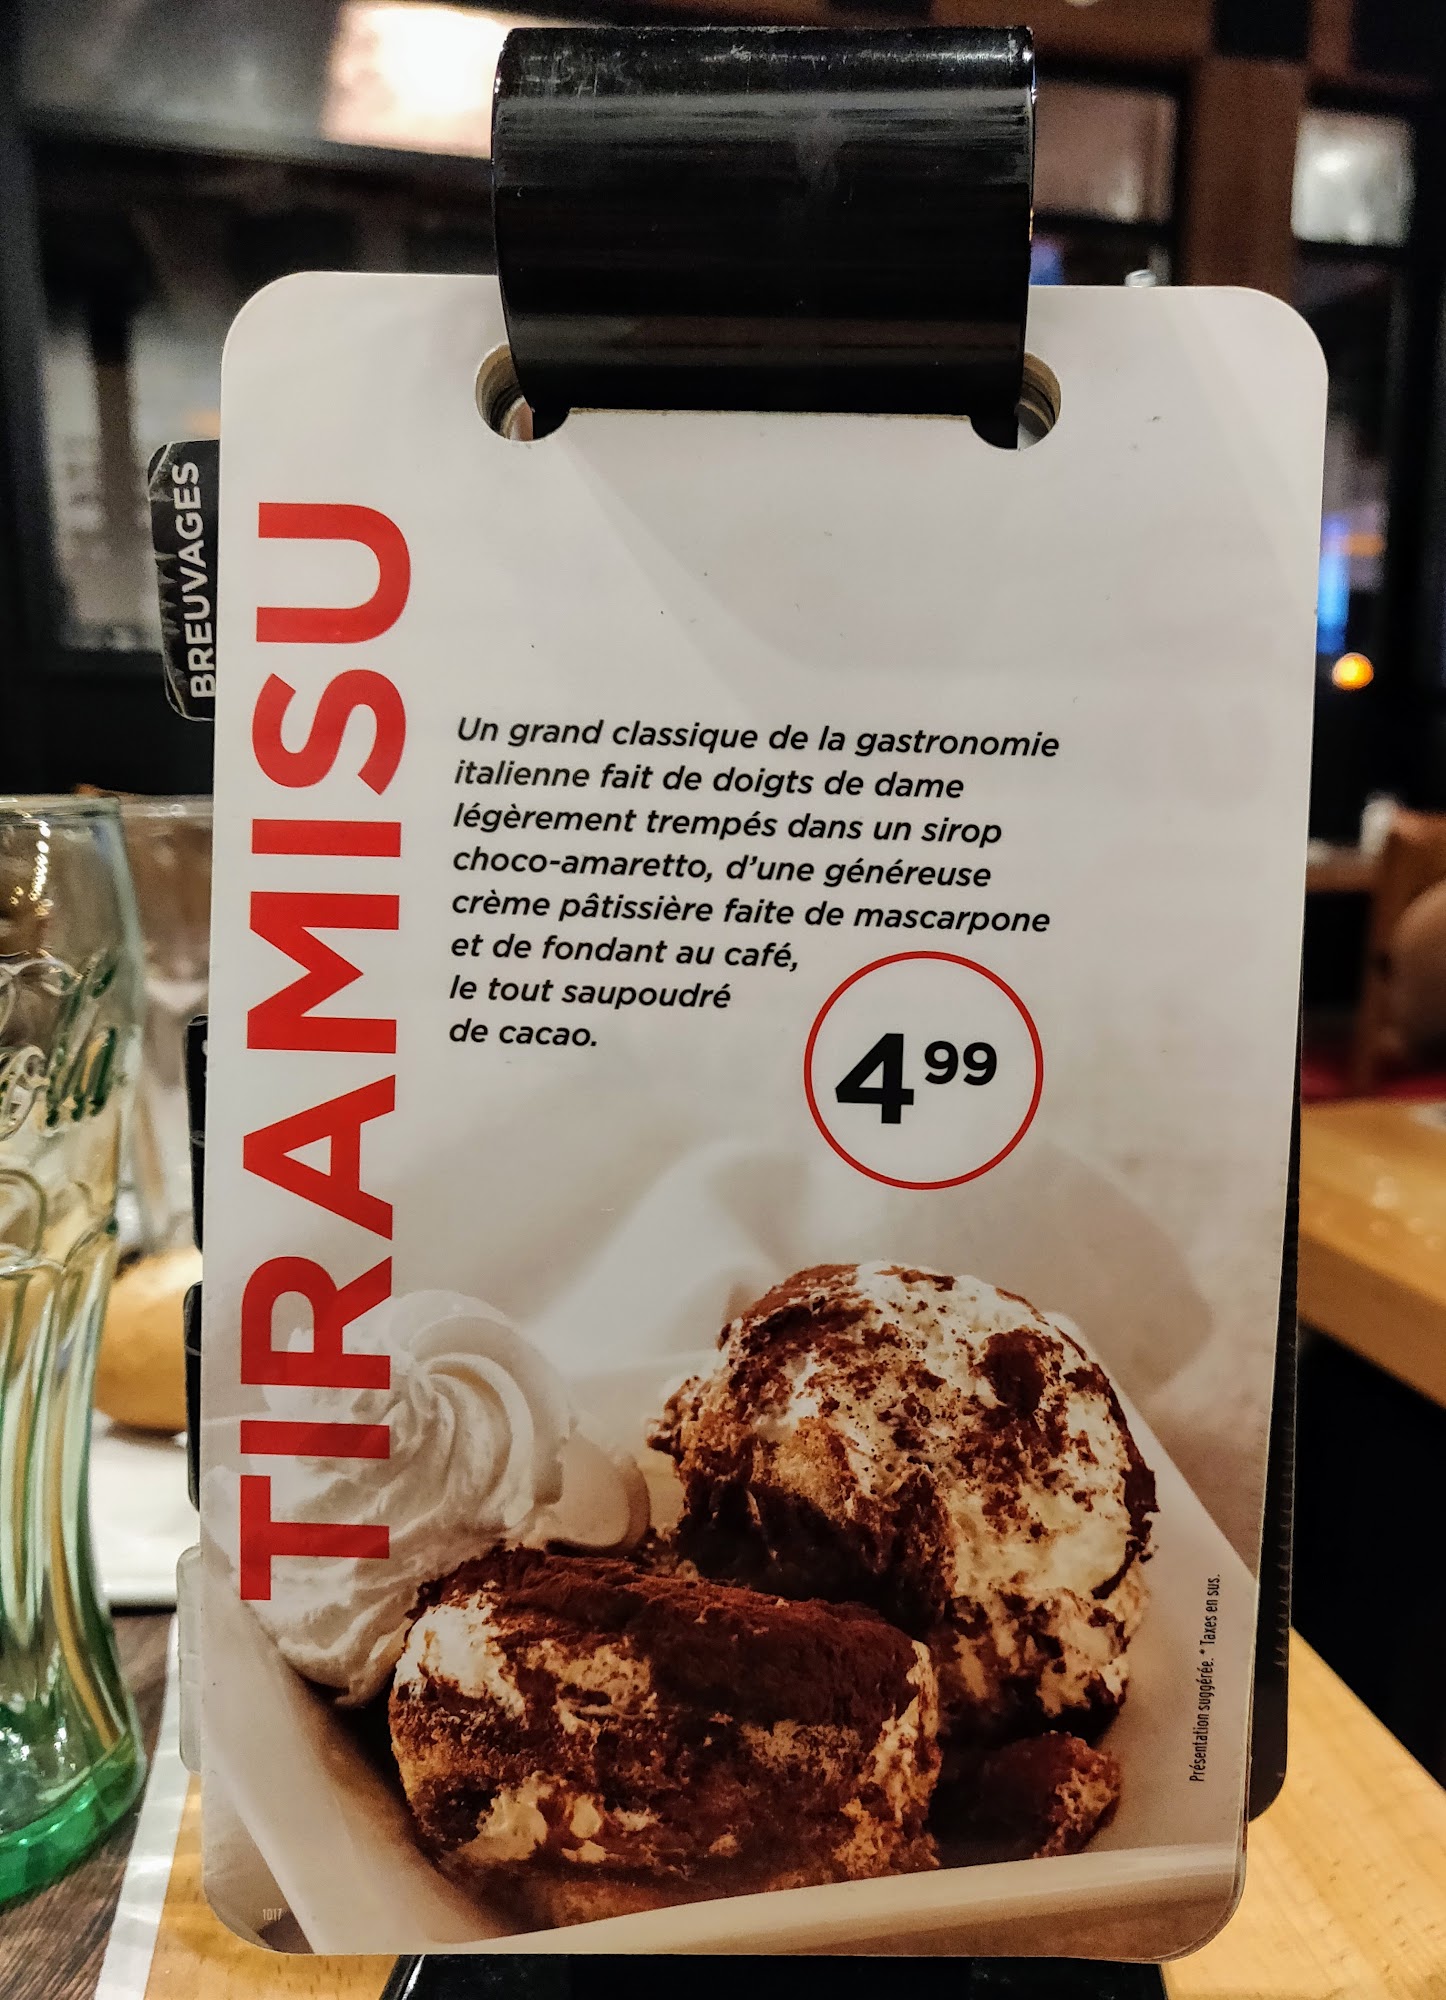 BREUVAGES
TIRAMISU
Un grand classique de la gastronomie
italienne fait de doigts de dame
légèrement trempés dans un sirop
choco-amaretto, d'une généreuse
crème pâtissière faite de mascarpone
et de fondant au café,
le tout saupoudré
de cacao.
4 99
Présentation suggérée. * Taxes en sus.
1017